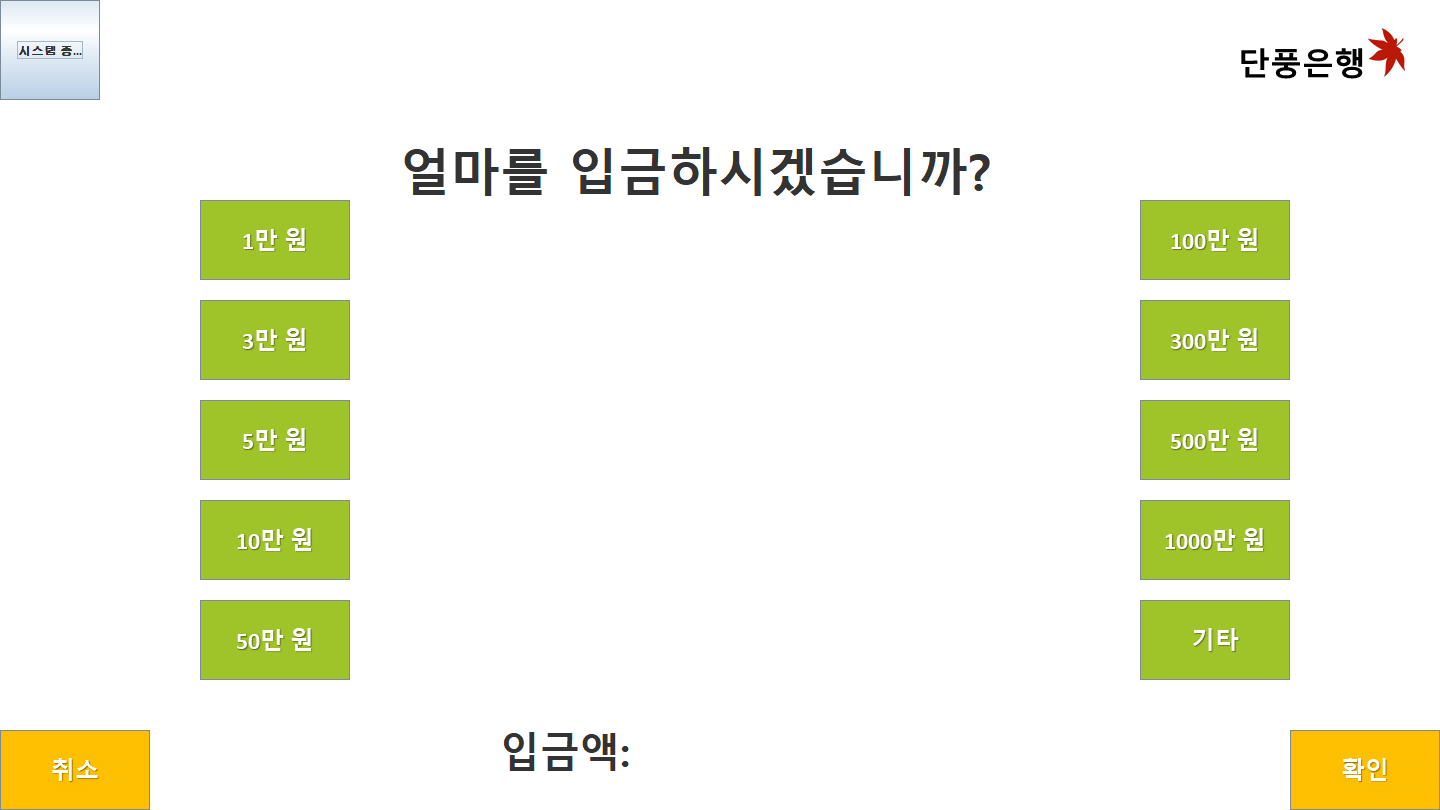 시스템 종...
단풍은행
얼마를 입금하시겠습니까?
1만 원
100만 원
3만 원
300만 원
5만 원
500만 원
10만 원
1000만 원
50만 원
기타
입금액:
취소
확인